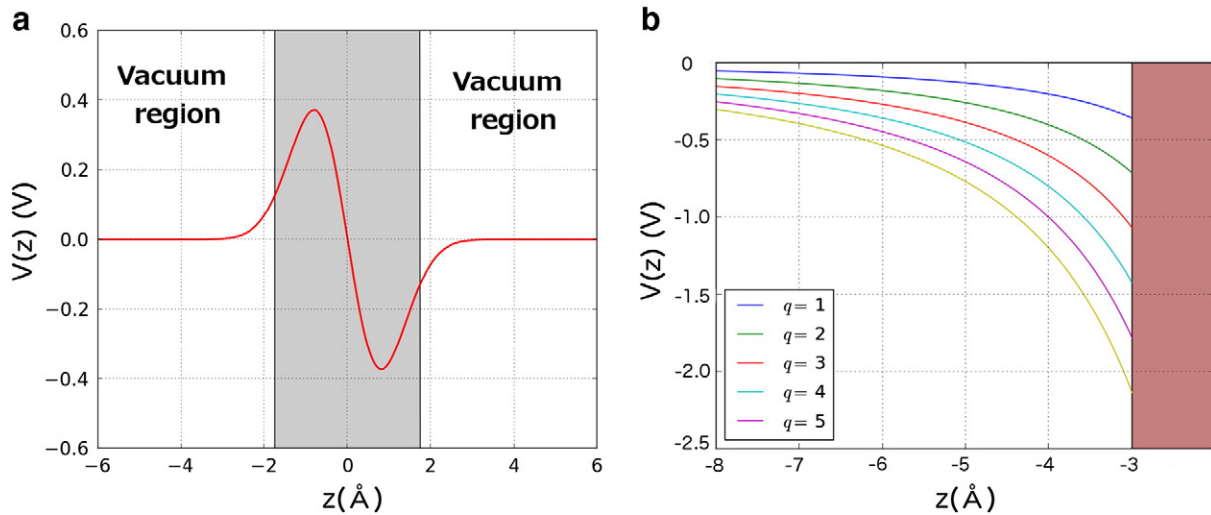 a
0.6
0.4
0.2
0.0
−0.2
−0.4
−0.6
V(z) (V)
Vacuum
region
Vacuum
region
−6
−4
−2
0
2
4
6
z(Å)
b
0
-0.5
-1.0
-1.5
-2.0
-2.5
V(z) (V)
q = 1
q = 2
q = 3
q = 4
q = 5
-8
-7
-6
-5
-4
-3
z(Å)